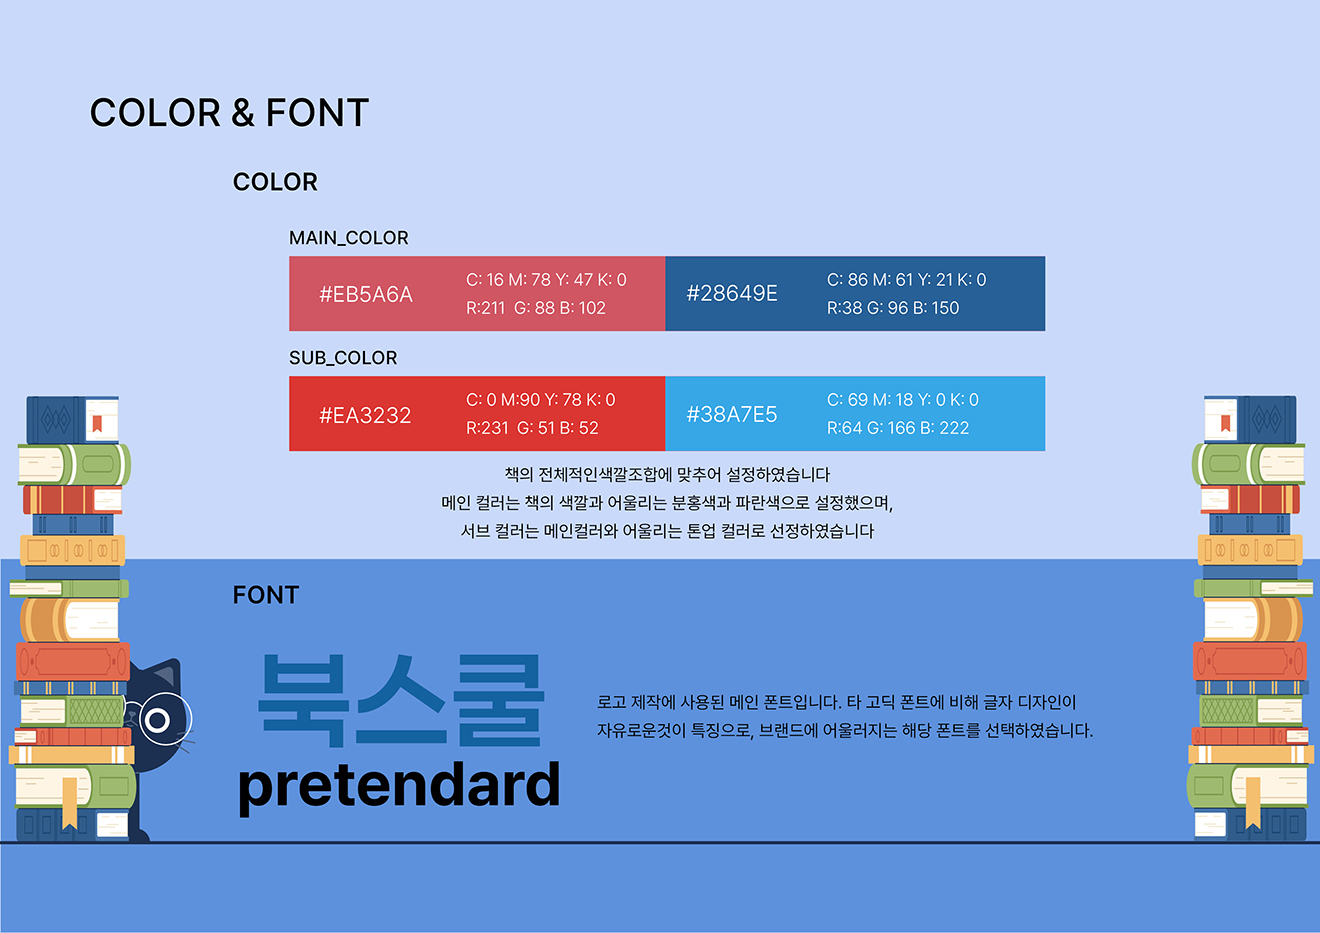 COLOR & FONT
COLOR
MAIN_COLOR
#EB5A6A
C: 16 M: 78 Y: 47 K: 0
R:211 G: 88 B: 102
#28649E
C: 86 M: 61 Y: 21 K: 0
R:38 G: 96 B: 150
SUB_COLOR
#EA3232
C: 0 M:90 Y: 78 K: 0
R:231 G: 51 B: 52
#38A7E5
C: 69 M: 18 Y: 0 K: 0
R:64 G: 166 B: 222
책의 전체적인색깔조합에 맞추어 설정하였습니다
메인 컬러는 책의 색깔과 어울리는 분홍색과 파란색으로 설정했으며,
서브 컬러는 메인컬러와 어울리는 톤업 컬러로 선정하였습니다
FONT
북스쿨
pretendard
로고 제작에 사용된 메인 폰트입니다. 타 고딕 폰트에 비해 글자 디자인이
자유로운것이 특징으로, 브랜드에 어울러지는 해당 폰트를 선택하였습니다.